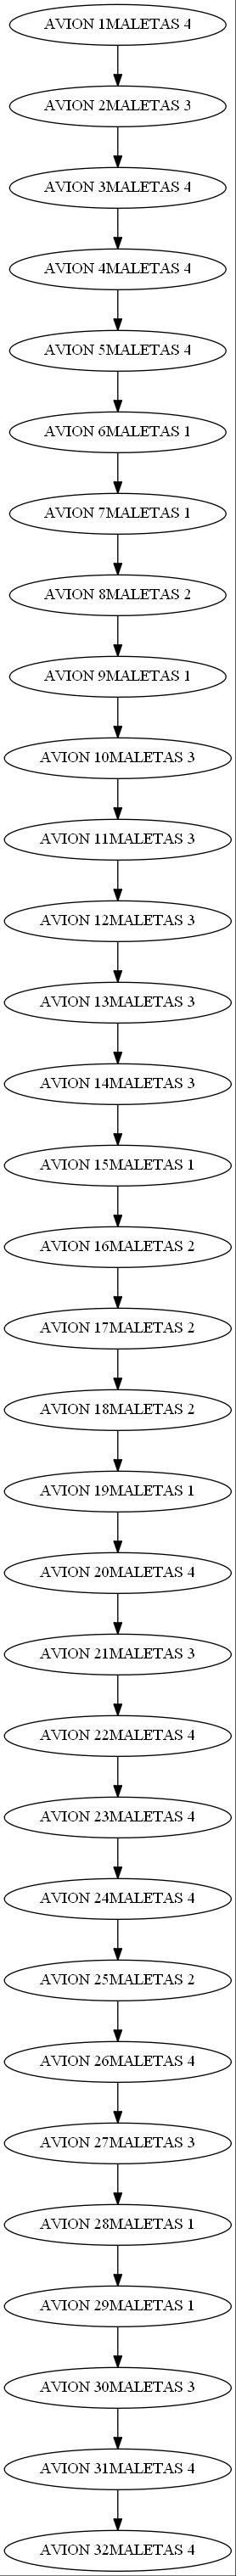 AVION 1MALETAS 4
AVION 2MALETAS 3
AVION 3MALETAS 4
AVION 4MALETAS 4
AVION 5MALETAS 4
AVION 6MALETAS 1
AVION 7MALETAS 1
AVION 8MALETAS 2
AVION 9MALETAS 1
AVION 10MALETAS 3
AVION 11MALETAS 3
AVION 12MALETAS 3
AVION 13MALETAS 3
AVION 14MALETAS 3
AVION 15MALETAS 1
AVION 16MALETAS 2
AVION 17MALETAS 2
AVION 18MALETAS 2
AVION 19MALETAS 1
AVION 20MALETAS 4
AVION 21MALETAS 3
AVION 22MALETAS 4
AVION 23MALETAS 4
AVION 24MALETAS 4
AVION 25MALETAS 2
AVION 26MALETAS 4
AVION 27MALETAS 3
AVION 28MALETAS 1
AVION 29MALETAS 1
AVION 30MALETAS 3
AVION 31MALETAS 4
AVION 32MALETAS 4